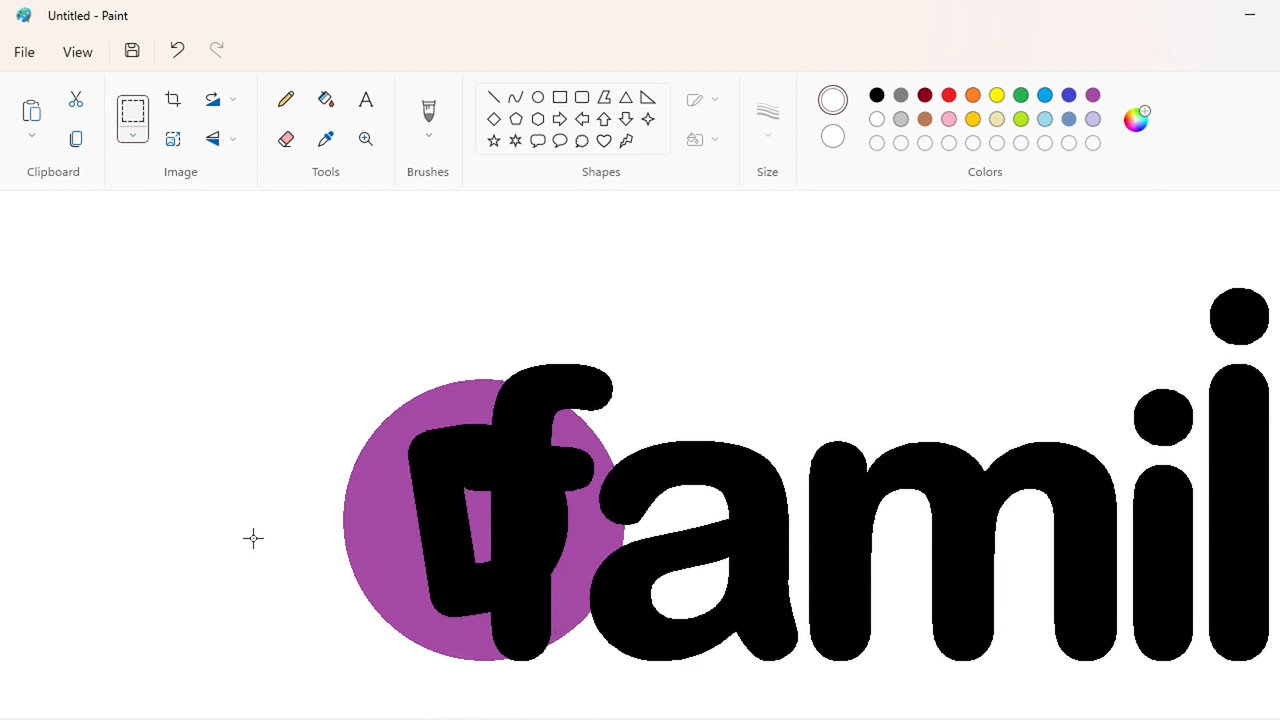 Untitled - Paint
File View
Clipboard Image Tools Brushes Shapes Size Colors
D
famil